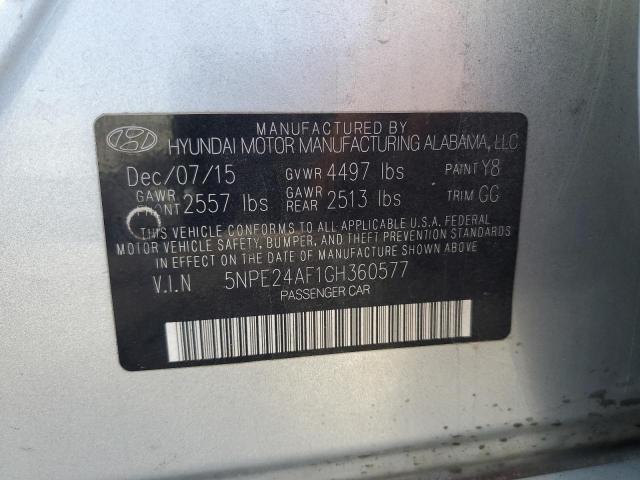 MANUFACTURED BY
HYUNDAI MOTOR MANUFACTURING ALABAMA, LLC
Dec/07/15 GVWR 4497 lbs PAINT Y8
GAWR 2557 lbs GAWR REAR 2513 lbs TRIM GG
THIS VEHICLE CONFORMS TO ALL APPLICABLE U.S.A. FEDERAL
MOTOR VEHICLE SAFETY, BUMPER, AND THEFT PREVENTION STANDARDS
IN EFFECT ON THE DATE OF MANUFACTURE SHOWN ABOVE
V.I.N 5NPE24AF1GH360577
PASSENGER CAR